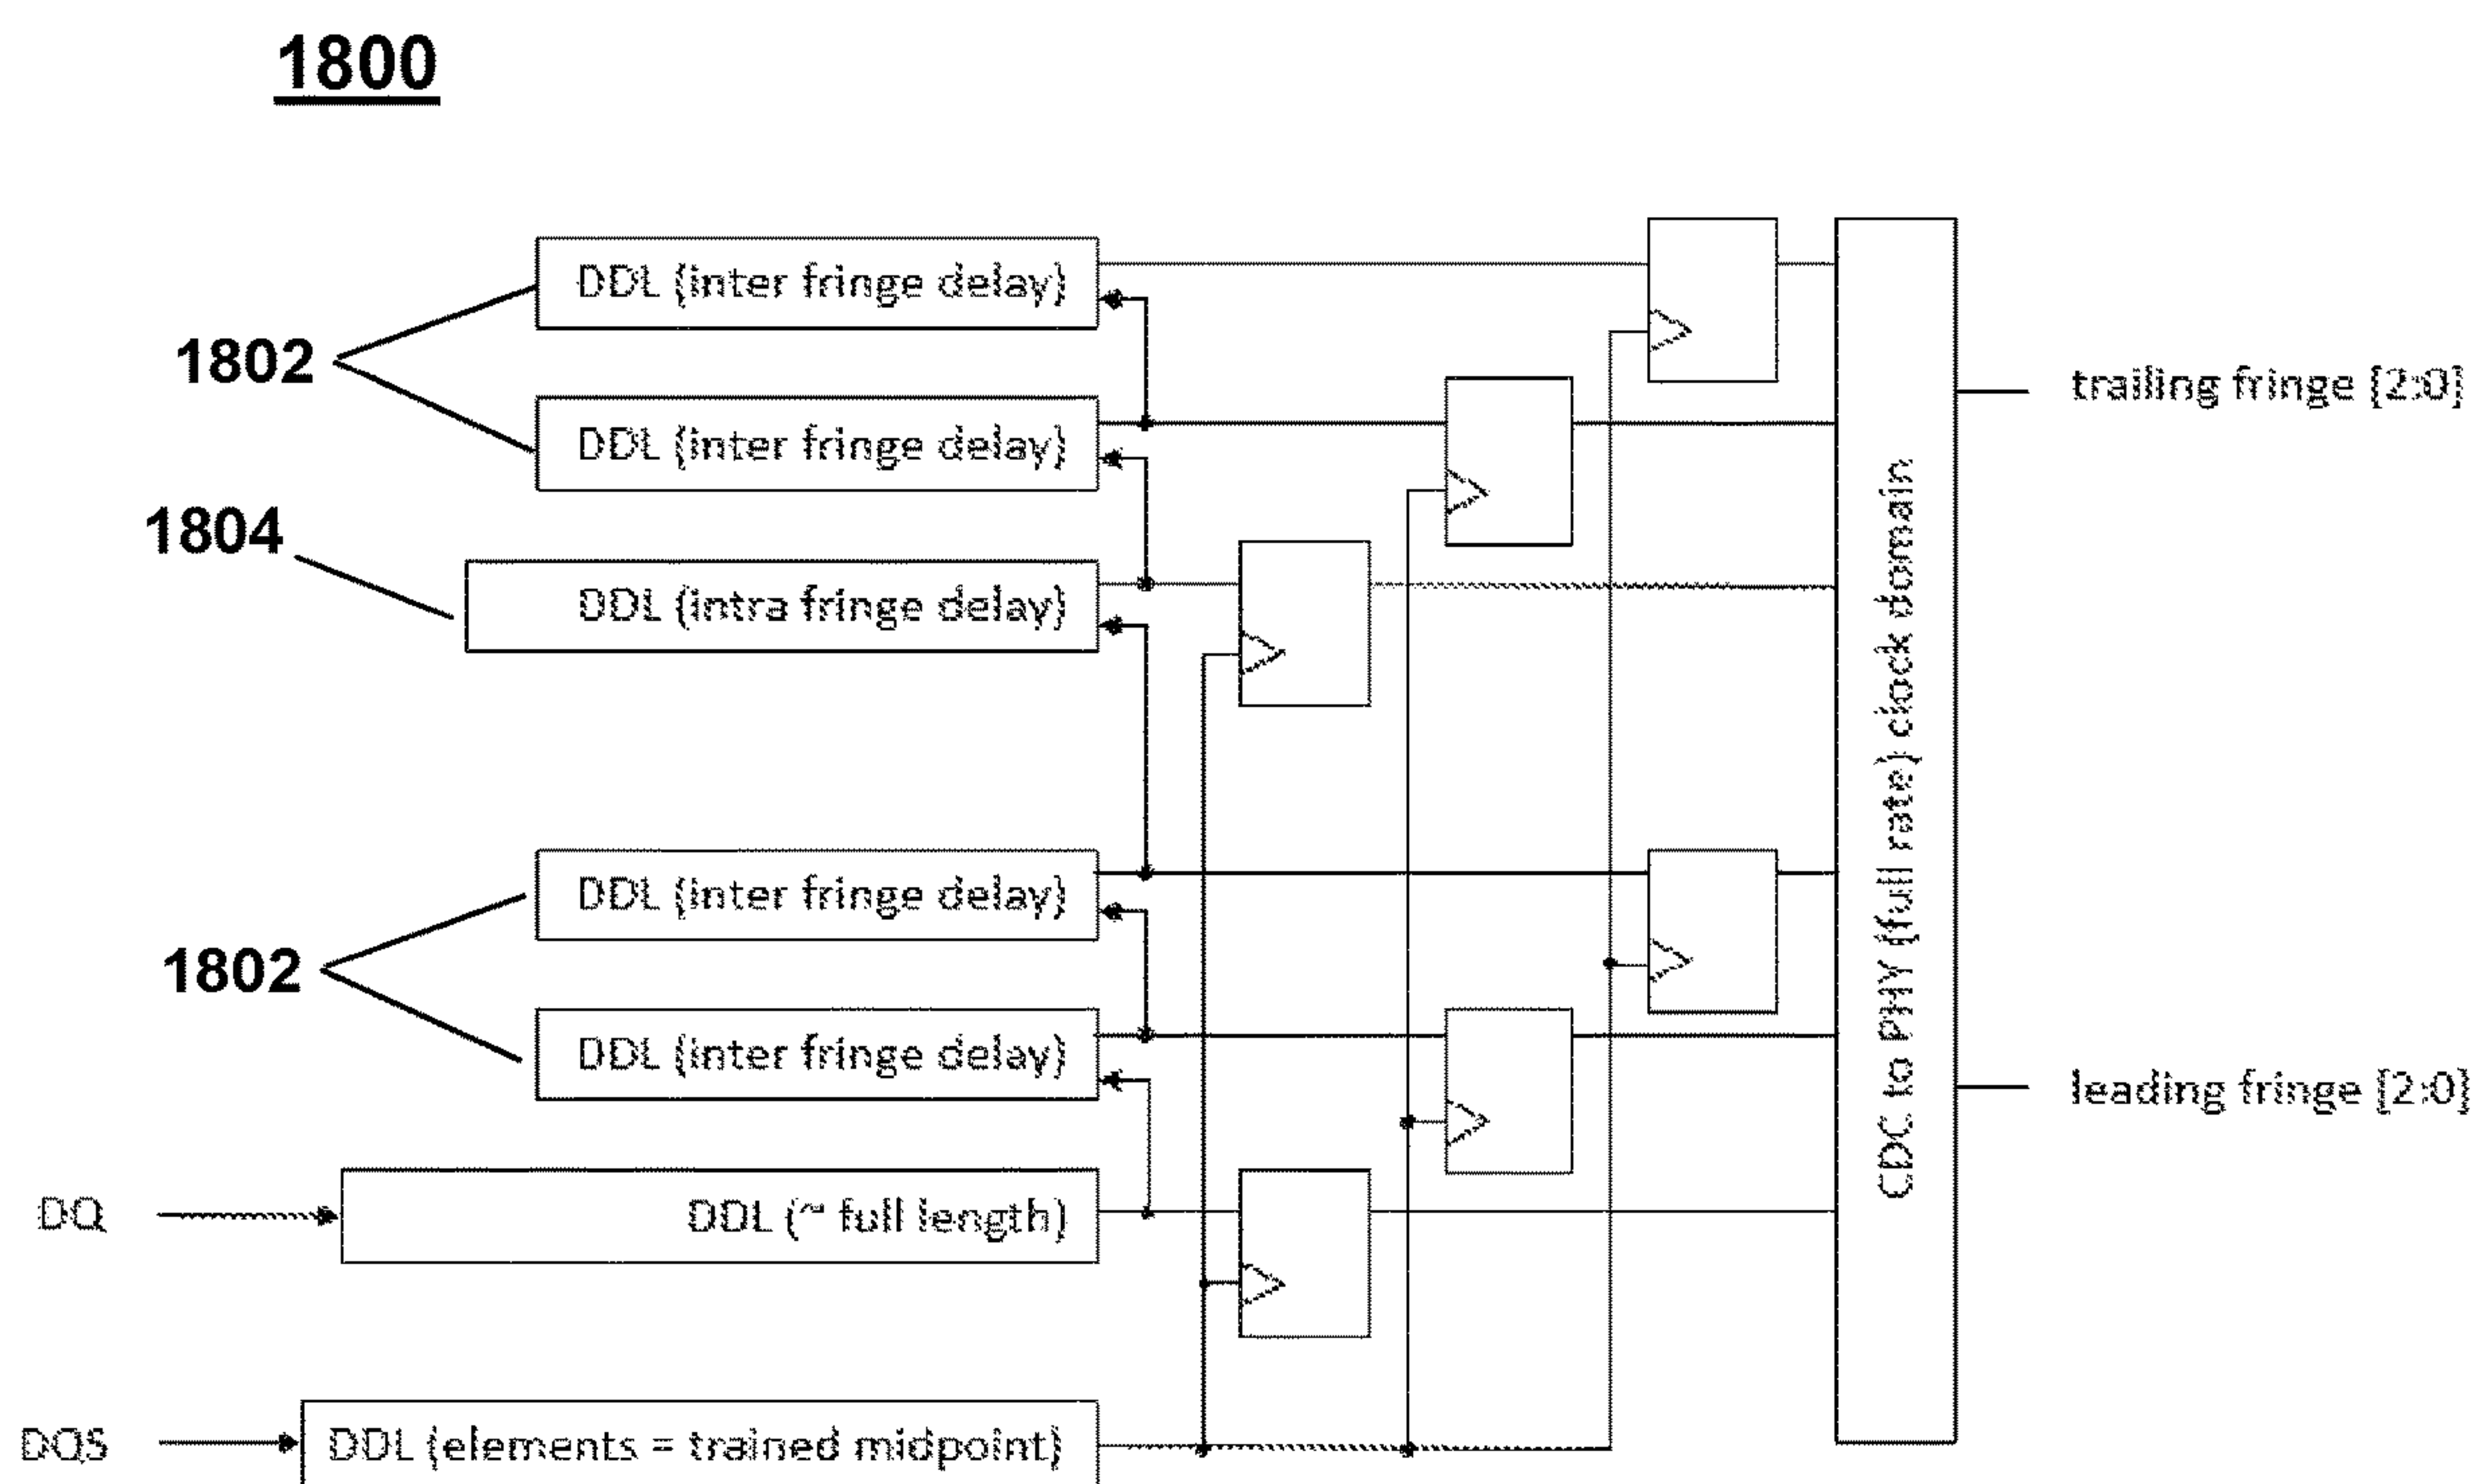 1800
DDL (inter fringe delay)
1802
trailing fringe [2:0]
DDL (inter fringe delay)
1804
DDL (intra fringe delay)
CDC to PHY (full rate) clock domain
DDL (inter fringe delay)
1802
DDL (inter fringe delay)
leading fringe [2:0]
DQ
DDL (~ full length)
DQS
DDL (elements = trained midpoint)